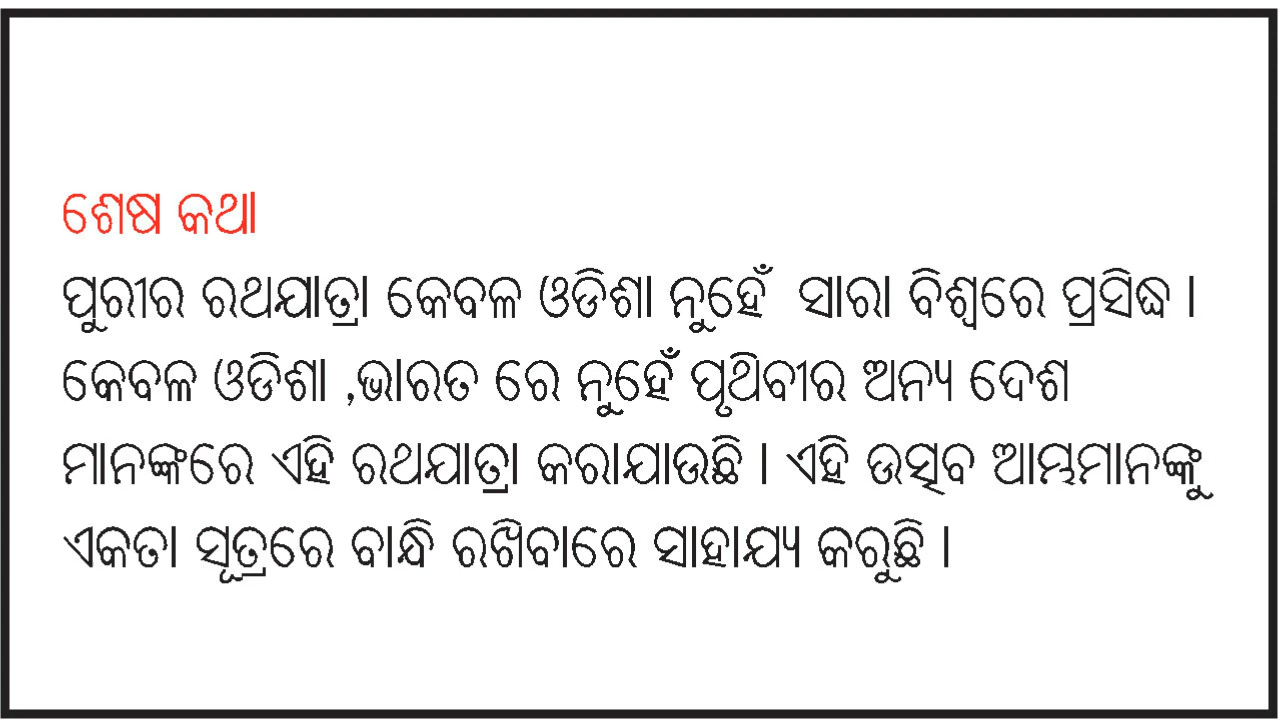 ଶେଷ କଥା
ପୁରୀର ରଥଯାତ୍ରା କେବଳ ଓଡିଶା ନୁହେଁ ସାରା ବିଶ୍ୱରେ ପ୍ରସିଦ୍ଧ ।
କେବଳ ଓଡିଶା ,ଭାରତ ରେ ନୁହେଁ ପୃଥିବୀର ଅନ୍ୟ ଦେଶ
ମାନଙ୍କରେ ଏହି ରଥଯାତ୍ରା କରାଯାଉଛି । ଏହି ଉତ୍ସବ ଆମ୍ଭମାନଙ୍କୁ
ଏକତା ସୂତ୍ରରେ ବାନ୍ଧି ରଖିବାରେ ସାହାଯ୍ୟ କରୁଛି ।